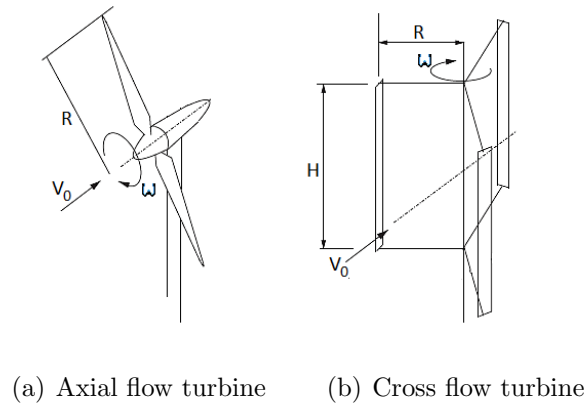 R
V₀
ω
R
ω
H
V₀
(a) Axial flow turbine
(b) Cross flow turbine